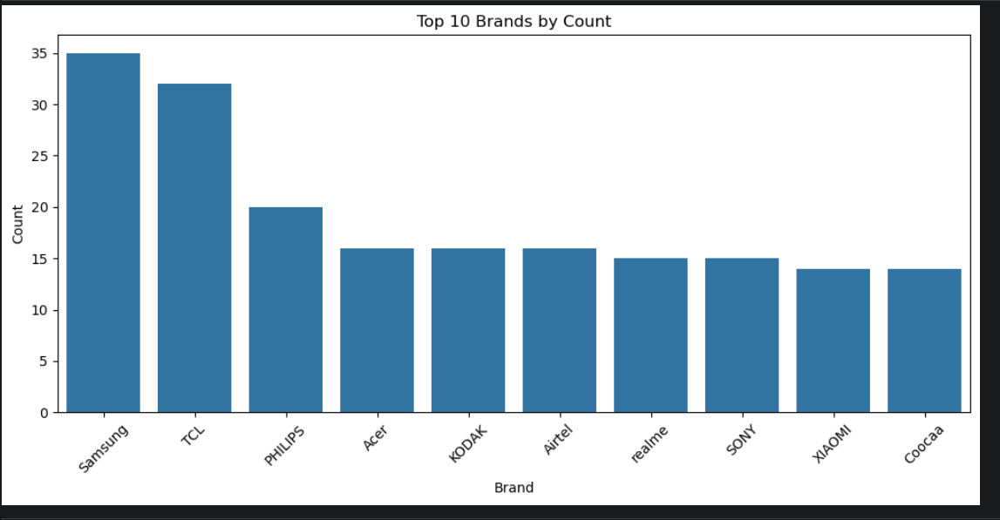 Top 10 Brands by Count
Count
35
30
25
20
15
10
5
0
Samsung
TCL
PHILIPS
Acer
KODAK
Airtel
realme
SONY
XIAOMI
Coocaa
Brand